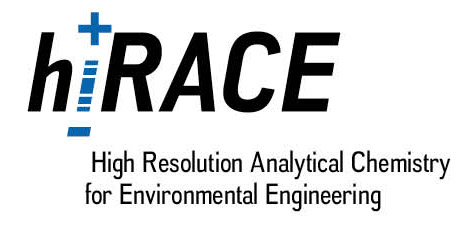 hiRACE
High Resolution Analytical Chemistry
for Environmental Engineering